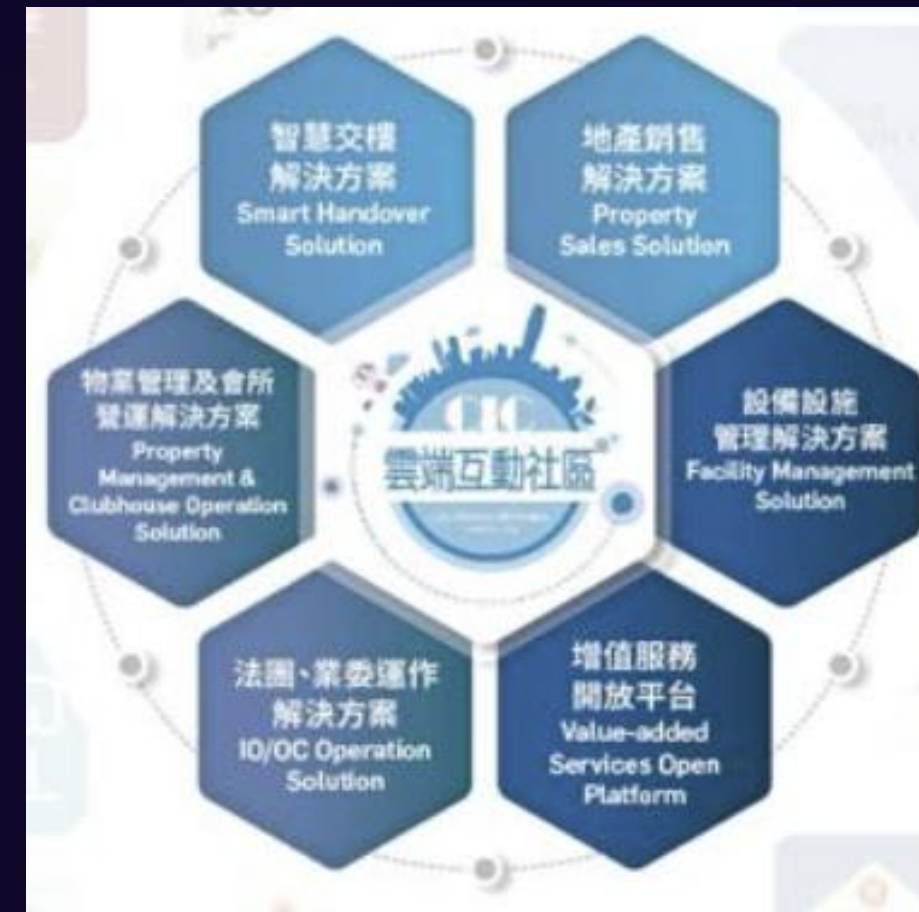 智慧交樓
解決方案
Smart Handover
Solution
地產銷售
解決方案
Property
Sales Solution
物業管理及會所
營運解決方案
Property
Management &
Clubhouse Operation
Solution
CIC
雲端互動社區
設備設施
管理解決方案
Facility Management
Solution
法團、業委運作
解決方案
IO/OC Operation
Solution
增值服務
開放平台
Value-added
Services Open
Platform